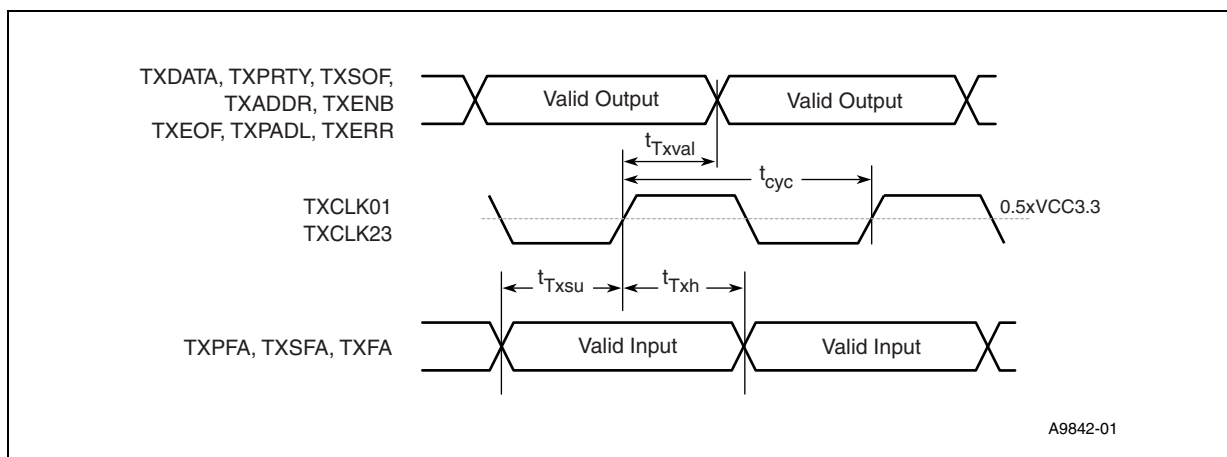 TXDATA, TXPRTY, TXSOF,
TXADDR, TXENB
TXEOF, TXPADL, TXERR
Valid Output
Valid Output
tTxval
tcyc
TXCLK01
TXCLK23
0.5xVCC3.3
tTxsu
tTxh
TXPFA, TXSFA, TXFA
Valid Input
Valid Input
A9842-01